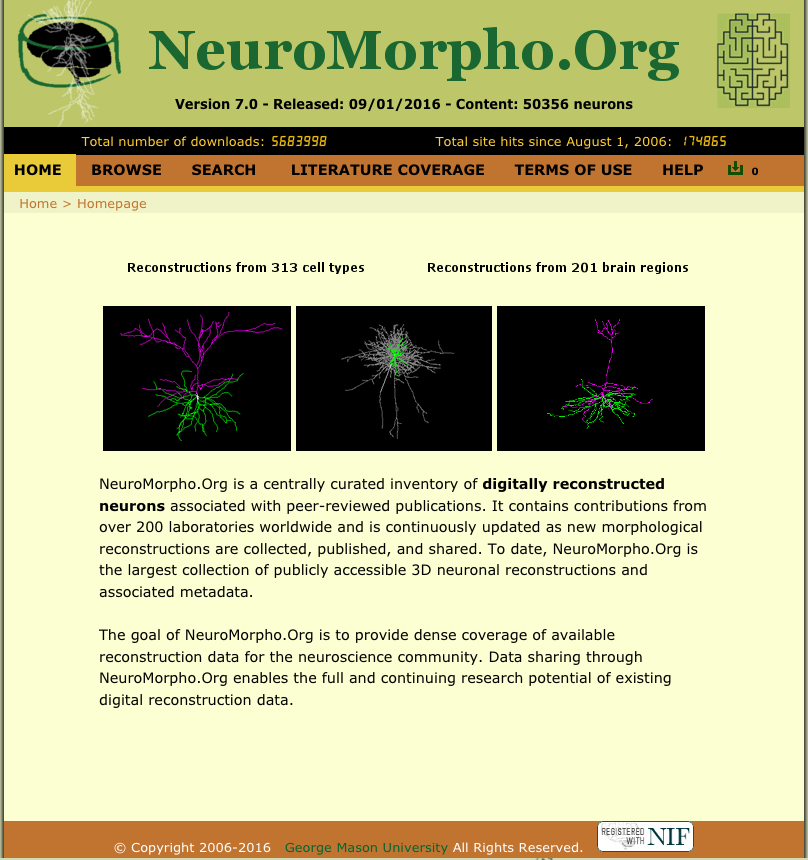 NeuroMorpho.Org
Version 7.0 - Released: 09/01/2016 - Content: 50356 neurons
Total number of downloads: 5683998 Total site hits since August 1, 2006: 174865
HOME BROWSE SEARCH LITERATURE COVERAGE TERMS OF USE HELP 0
Home > Homepage
Reconstructions from 313 cell types Reconstructions from 201 brain regions
NeuroMorpho.Org is a centrally curated inventory of digitally reconstructed
neurons associated with peer-reviewed publications. It contains contributions from
over 200 laboratories worldwide and is continuously updated as new morphological
reconstructions are collected, published, and shared. To date, NeuroMorpho.Org is
the largest collection of publicly accessible 3D neuronal reconstructions and
associated metadata.
The goal of NeuroMorpho.Org is to provide dense coverage of available
reconstruction data for the neuroscience community. Data sharing through
NeuroMorpho.Org enables the full and continuing research potential of existing
digital reconstruction data.
REGISTERED
WITH NIF
© Copyright 2006-2016 George Mason University All Rights Reserved.